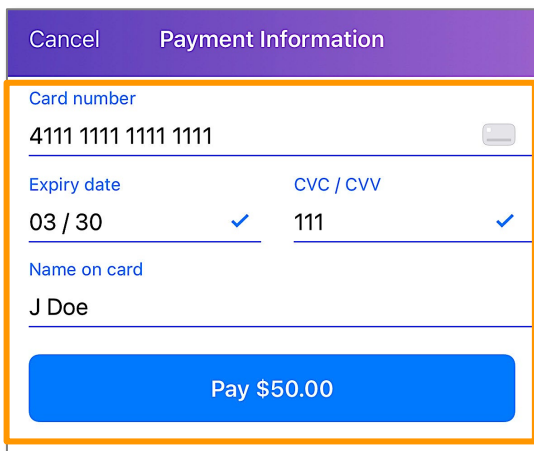 Cancel Payment Information
Card number
4111 1111 1111 1111
Expiry date CVC / CVV
03 / 30 111
Name on card
J Doe
Pay $50.00